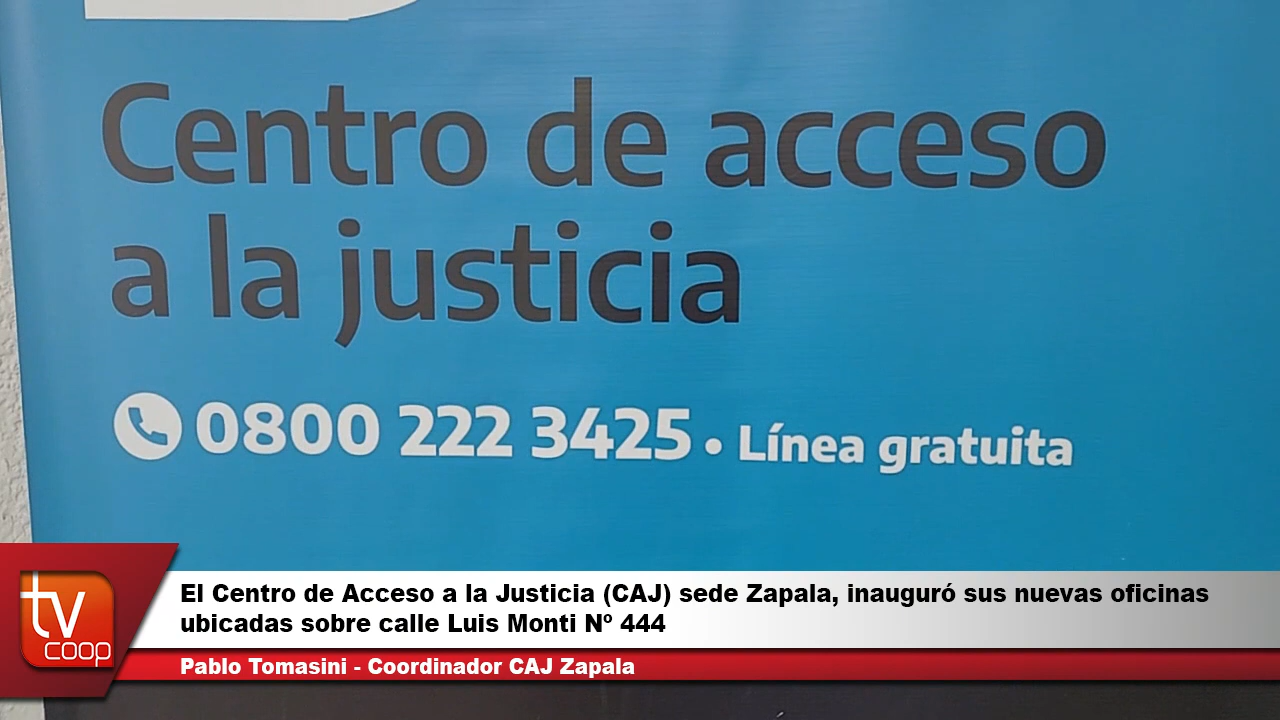 Centro de acceso
a la justicia
0800 222 3425 • Línea gratuita
El Centro de Acceso a la Justicia (CAJ) sede Zapala, inauguró sus nuevas oficinas
ubicadas sobre calle Luis Monti Nº 444
tv
coop
Pablo Tomasini - Coordinador CAJ Zapala